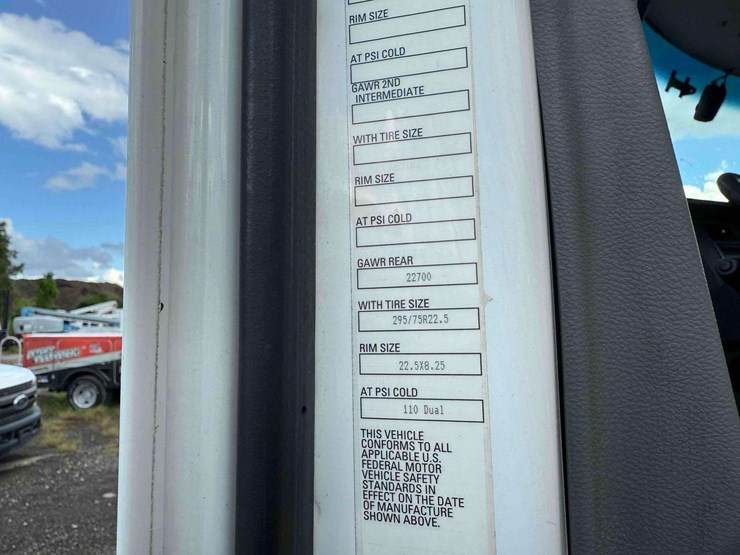 RIM SIZE
AT PSI COLD
GAWR 2ND
INTERMEDIATE
WITH TIRE SIZE
RIM SIZE
AT PSI COLD
GAWR REAR
22700
WITH TIRE SIZE
295/75R22.5
RIM SIZE
22.5X8.25
AT PSI COLD
110 Dual
THIS VEHICLE
CONFORMS TO ALL
APPLICABLE U.S.
FEDERAL MOTOR
VEHICLE SAFETY
STANDARDS IN
EFFECT ON THE DATE
OF MANUFACTURE
SHOWN ABOVE.